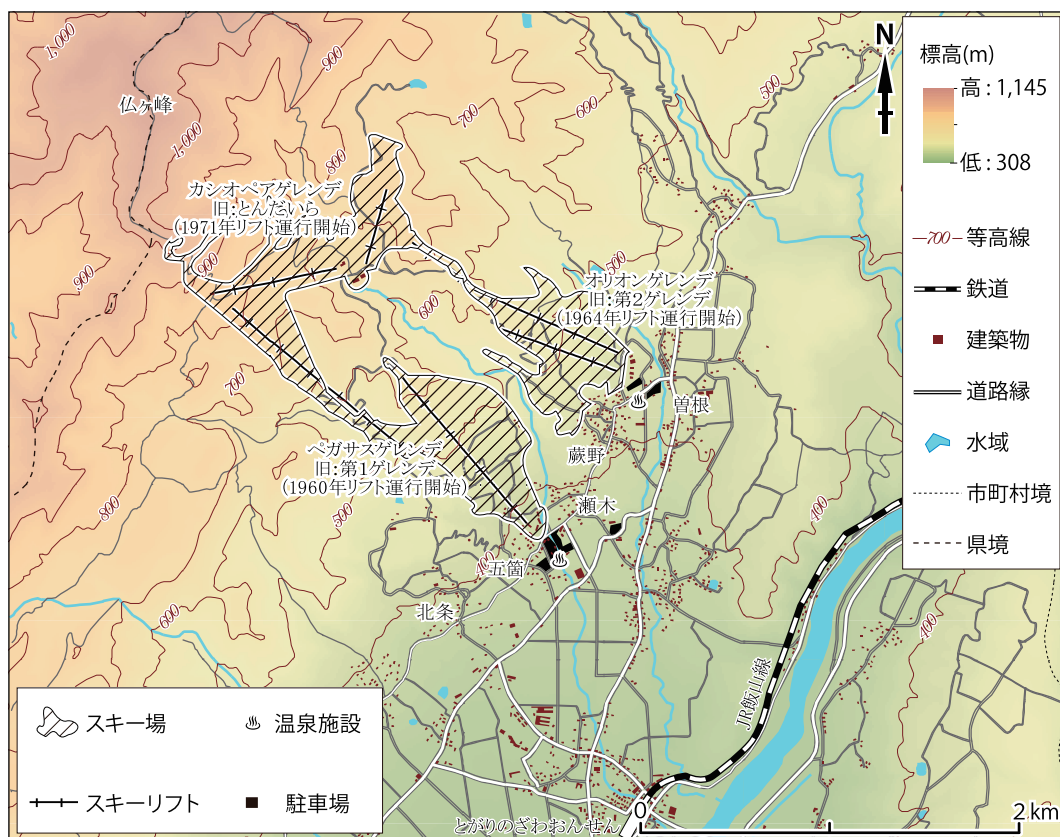 1,000
900
800
700
600
500
仏ヶ峰
1,000
カシオペアゲレンデ
旧:とんだいら
(1971年リフト運行開始)
900
900
600
500
オリオンゲレンデ
旧:第2ゲレンデ
(1964年リフト運行開始)
700
曽根
蕨野
ペガサスゲレンデ
旧:第1ゲレンデ
(1960年リフト運行開始)
瀬木
800
500
400
400
五箇
北条
600
400
JR飯山線
とがりのざわおんせん
N
標高(m)
高 : 1,145
低 : 308
700
等高線
鉄道
建築物
道路縁
水域
市町村境
県境
スキー場
温泉施設
スキーリフト
駐車場
0
2 km